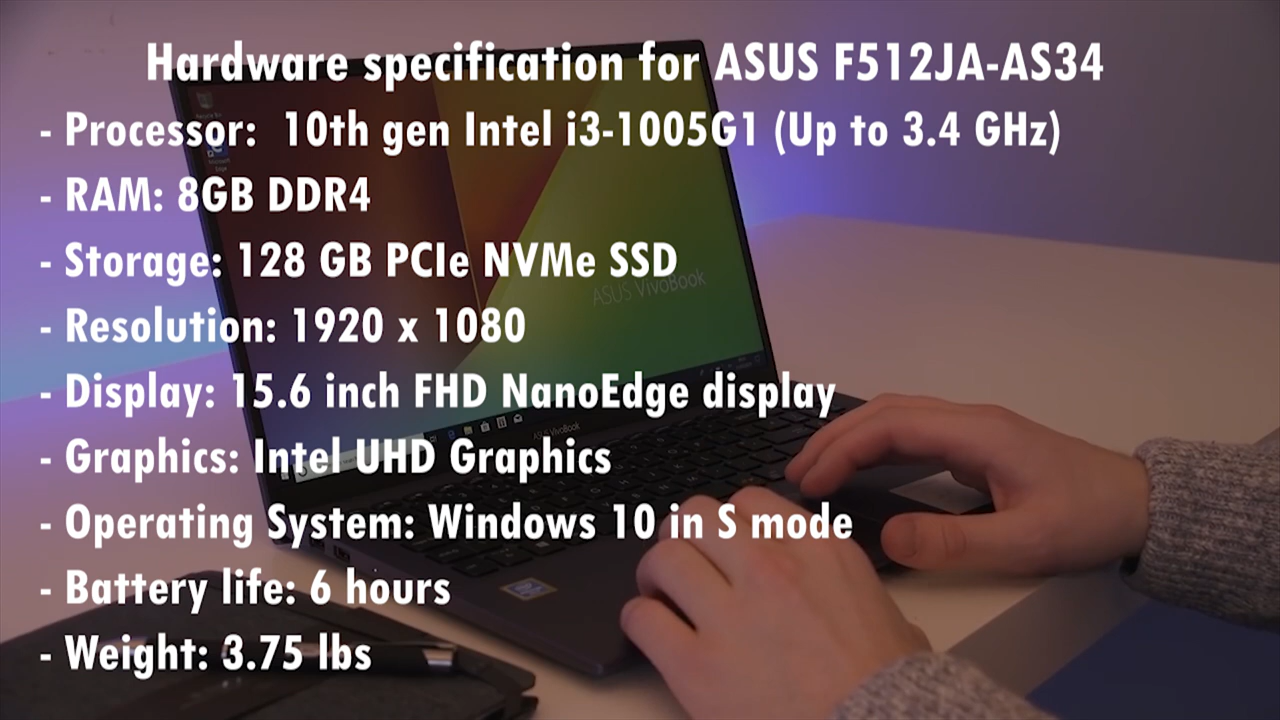 Hardware specification for ASUS F512JA-AS34
- Processor:  10th gen Intel i3-1005G1 (Up to 3.4 GHz)
- RAM: 8GB DDR4
- Storage: 128 GB PCIe NVMe SSD
ASUS VivoBook
- Resolution: 1920 x 1080
- Display: 15.6 inch FHD NanoEdge display
ASUS VivoBook
- Graphics: Intel UHD Graphics
- Operating System: Windows 10 in S mode
- Battery life: 6 hours
- Weight: 3.75 lbs